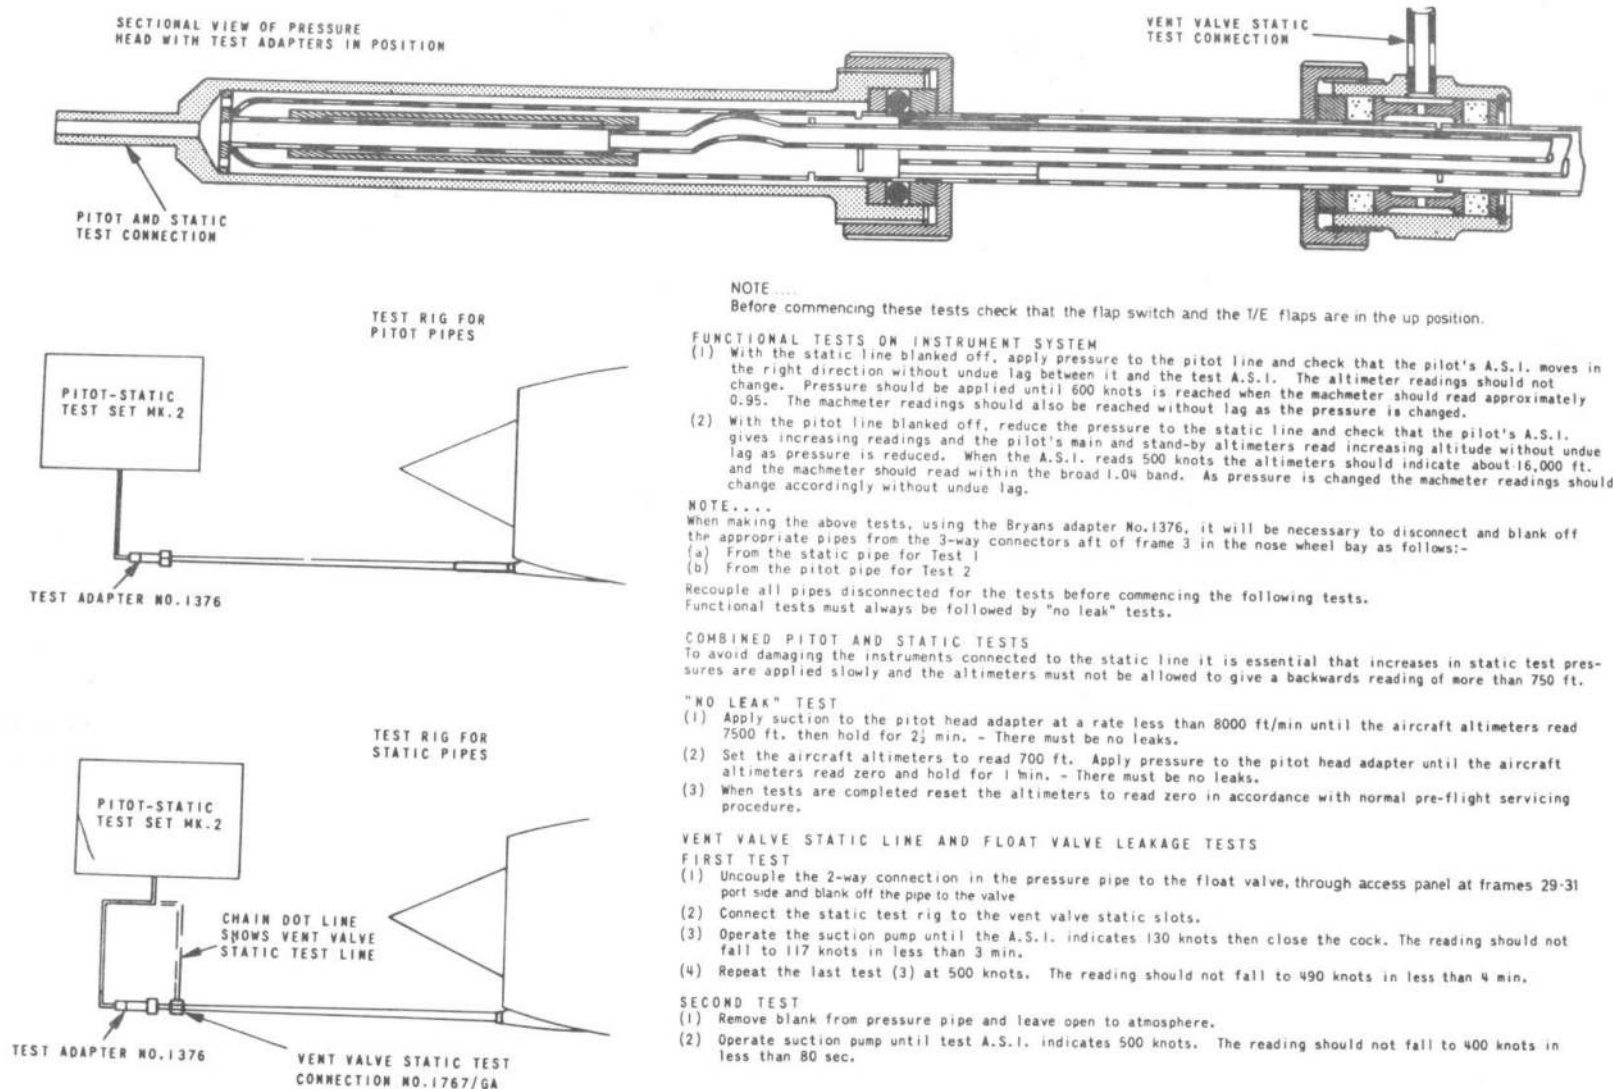 SECTIONAL VIEW OF PRESSURE
HEAD WITH TEST ADAPTERS IN POSITION
VENT VALVE STATIC
TEST CONNECTION
PITOT AND STATIC
TEST CONNECTION
TEST RIG FOR
PITOT PIPES
PITOT-STATIC
TEST SET MK.2
TEST ADAPTER NO.1376
TEST RIG FOR
STATIC PIPES
PITOT-STATIC
TEST SET MK.2
CHAIN DOT LINE
SHOWS VENT VALVE
STATIC TEST LINE
TEST ADAPTER NO.1376
VENT VALVE STATIC TEST
CONNECTION NO.1767/GA
NOTE....
Before commencing these tests check that the flap switch and the T/E flaps are in the up position.
FUNCTIONAL TESTS ON INSTRUMENT SYSTEM
(1) With the static line blanked off, apply pressure to the pitot line and check that the pilot's A.S.I. moves in
the right direction without undue lag between it and the test A.S.I. The altimeter readings should not
change. Pressure should be applied until 600 knots is reached when the machmeter should read approximately
0.95. The machmeter readings should also be reached without lag as the pressure is changed.
(2) With the pitot line blanked off, reduce the pressure to the static line and check that the pilot's A.S.I.
gives increasing readings and the pilot's main and stand-by altimeters read increasing altitude without undue
lag as pressure is reduced. When the A.S.I. reads 500 knots the altimeters should indicate about 16,000 ft.
and the machmeter should read within the broad 1.04 band. As pressure is changed the machmeter readings should
change accordingly without undue lag.
NOTE....
When making the above tests, using the Bryans adapter No.1376, it will be necessary to disconnect and blank off
the appropriate pipes from the 3-way connectors aft of frame 3 in the nose wheel bay as follows:-
(a) From the static pipe for Test 1
(b) From the pitot pipe for Test 2
Recouple all pipes disconnected for the tests before commencing the following tests.
Functional tests must always be followed by "no leak" tests.
COMBINED PITOT AND STATIC TESTS
To avoid damaging the instruments connected to the static line it is essential that increases in static test pres-
sures are applied slowly and the altimeters must not be allowed to give a backwards reading of more than 750 ft.
"NO LEAK" TEST
(1) Apply suction to the pitot head adapter at a rate less than 8000 ft/min until the aircraft altimeters read
7500 ft. then hold for 2½ min. - There must be no leaks.
(2) Set the aircraft altimeters to read 700 ft. Apply pressure to the pitot head adapter until the aircraft
altimeters read zero and hold for 1 min. - There must be no leaks.
(3) When tests are completed reset the altimeters to read zero in accordance with normal pre-flight servicing
procedure.
VENT VALVE STATIC LINE AND FLOAT VALVE LEAKAGE TESTS
FIRST TEST
(1) Uncouple the 2-way connection in the pressure pipe to the float valve, through access panel at frames 29-31
port side and blank off the pipe to the valve
(2) Connect the static test rig to the vent valve static slots.
(3) Operate the suction pump until the A.S.I. indicates 130 knots then close the cock. The reading should not
fall to 117 knots in less than 3 min.
(4) Repeat the last test (3) at 500 knots. The reading should not fall to 490 knots in less than 4 min.
SECOND TEST
(1) Remove blank from pressure pipe and leave open to atmosphere.
(2) Operate suction pump until test A.S.I. indicates 500 knots. The reading should not fall to 400 knots in
less than 80 sec.